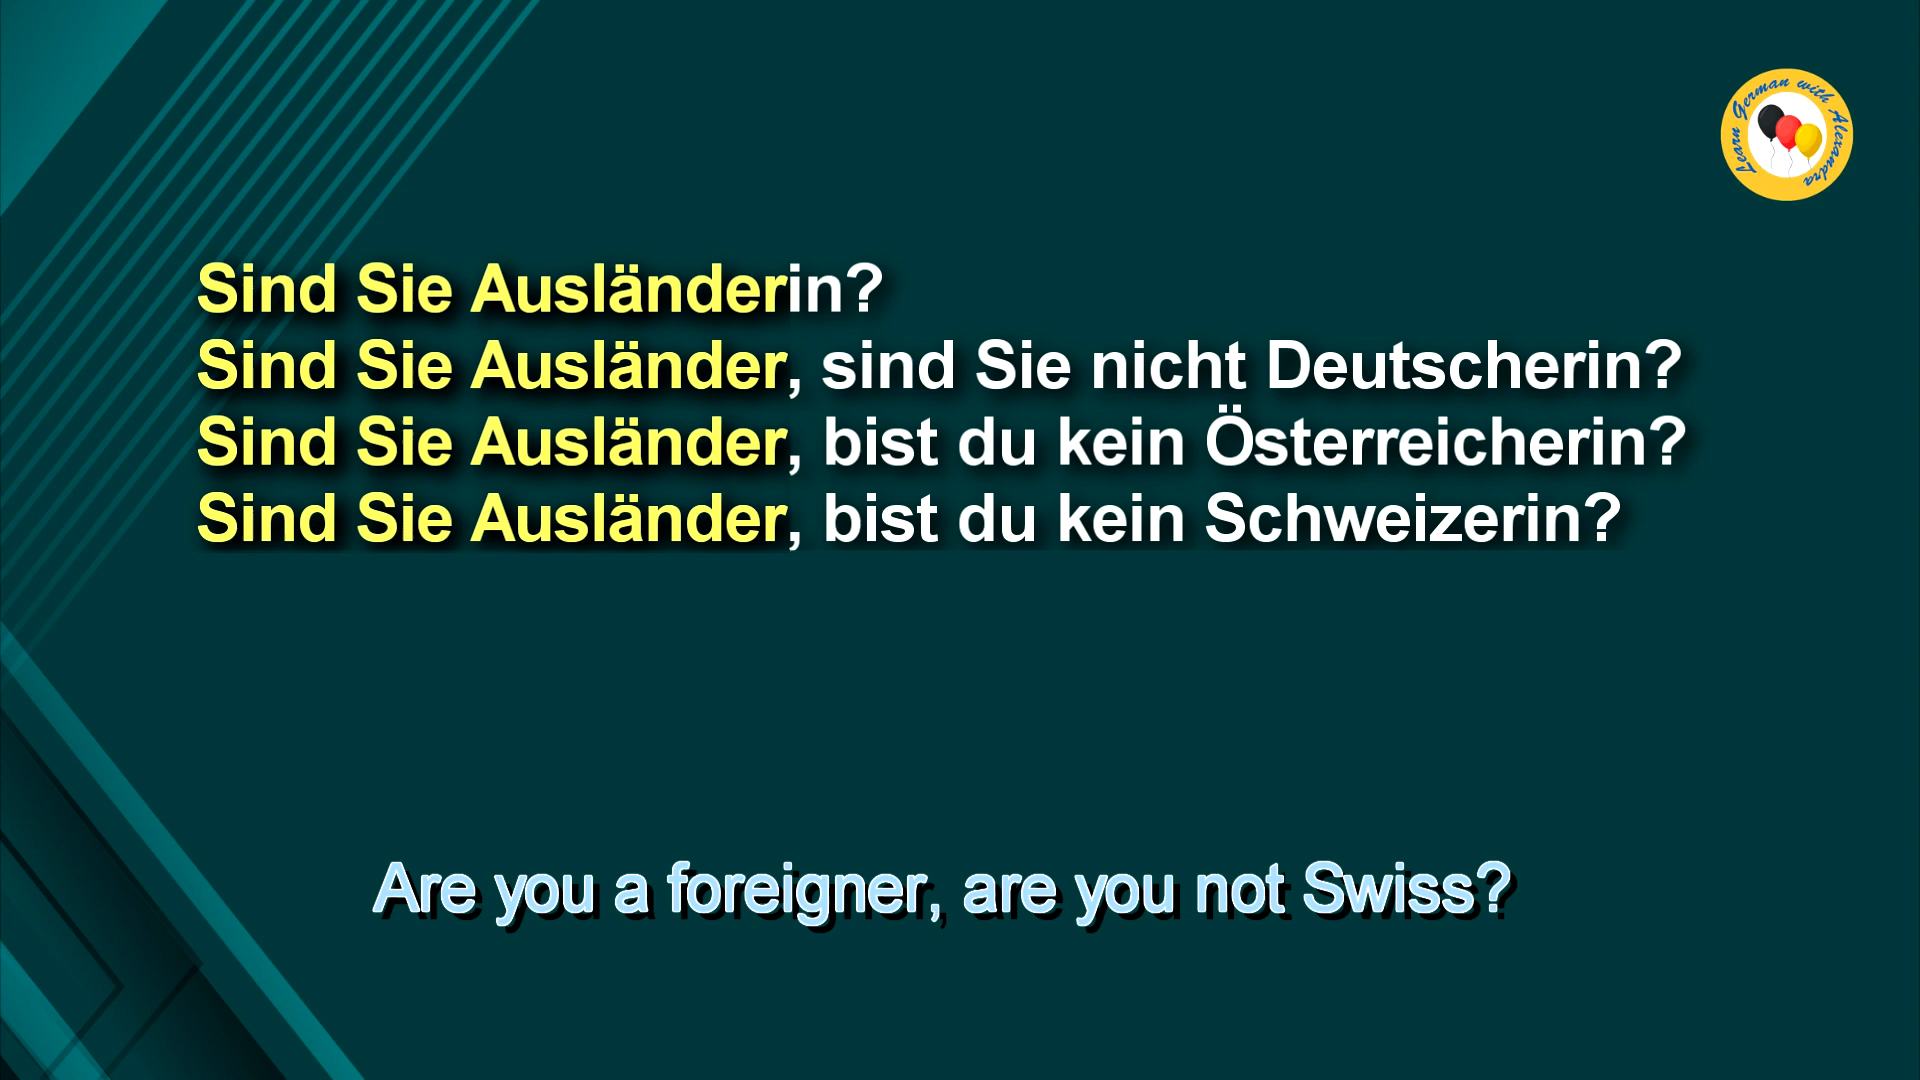 Learn German with Alexandra
Sind Sie Ausländerin?
Sind Sie Ausländer, sind Sie nicht Deutscherin?
Sind Sie Ausländer, bist du kein Österreicherin?
Sind Sie Ausländer, bist du kein Schweizerin?
Are you a foreigner, are you not Swiss?